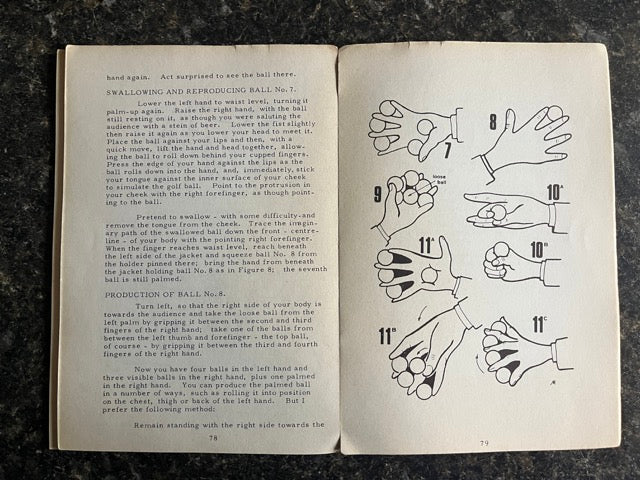 hand again. Act surprised to see the ball there.
SWALLOWING AND REPRODUCING BALL No. 7.
Lower the left hand to waist level, turning it
palm-up again. Raise the right hand, with the ball
still resting on it, as though you were saluting the
audience with a stein of beer. Lower the fist slightly
then raise it again as you lower your head to meet it.
Place the ball against your lips and then, with a
quick move, lift the hand and head together, allow-
ing the ball to roll down behind your cupped fingers.
Press the edge of your hand against the lips as the
ball rolls down into the hand, and, immediately, stick
your tongue against the inner surface of your cheek
to simulate the golf ball. Point to the protrusion in
your cheek with the right forefinger, as though point-
ing to the ball.
Pretend to swallow - with some difficulty-and
remove the tongue from the cheek. Trace the imagin-
ary path of the swallowed ball down the front - centre-
line - of your body with the pointing right forefinger.
When the finger reaches waist level, reach beneath
the left side of the jacket and squeeze ball No. 8 from
the holder pinned there; bring the hand from beneath
the jacket holding ball No. 8 as in Figure 8; the seventh
ball is still palmed.
PRODUCTION OF BALL No. 8.
Turn left, so that the right side of your body is
towards the audience and take the loose ball from the
left palm by gripping it between the second and third
fingers of the right hand; take one of the balls from
between the left thumb and forefinger - the top ball,
of course - by gripping it between the third and fourth
fingers of the right hand.
Now you have four balls in the left hand and
three visible balls in the right hand, plus one palmed
in the right hand. You can produce the palmed ball
in a number of ways, such as rolling it into position
on the chest, thigh or back of the left hand. But I
prefer the following method:
Remain standing with the right side towards the
78
7
8
9
loose
ball
10A
11A
10B
11B
11C
79